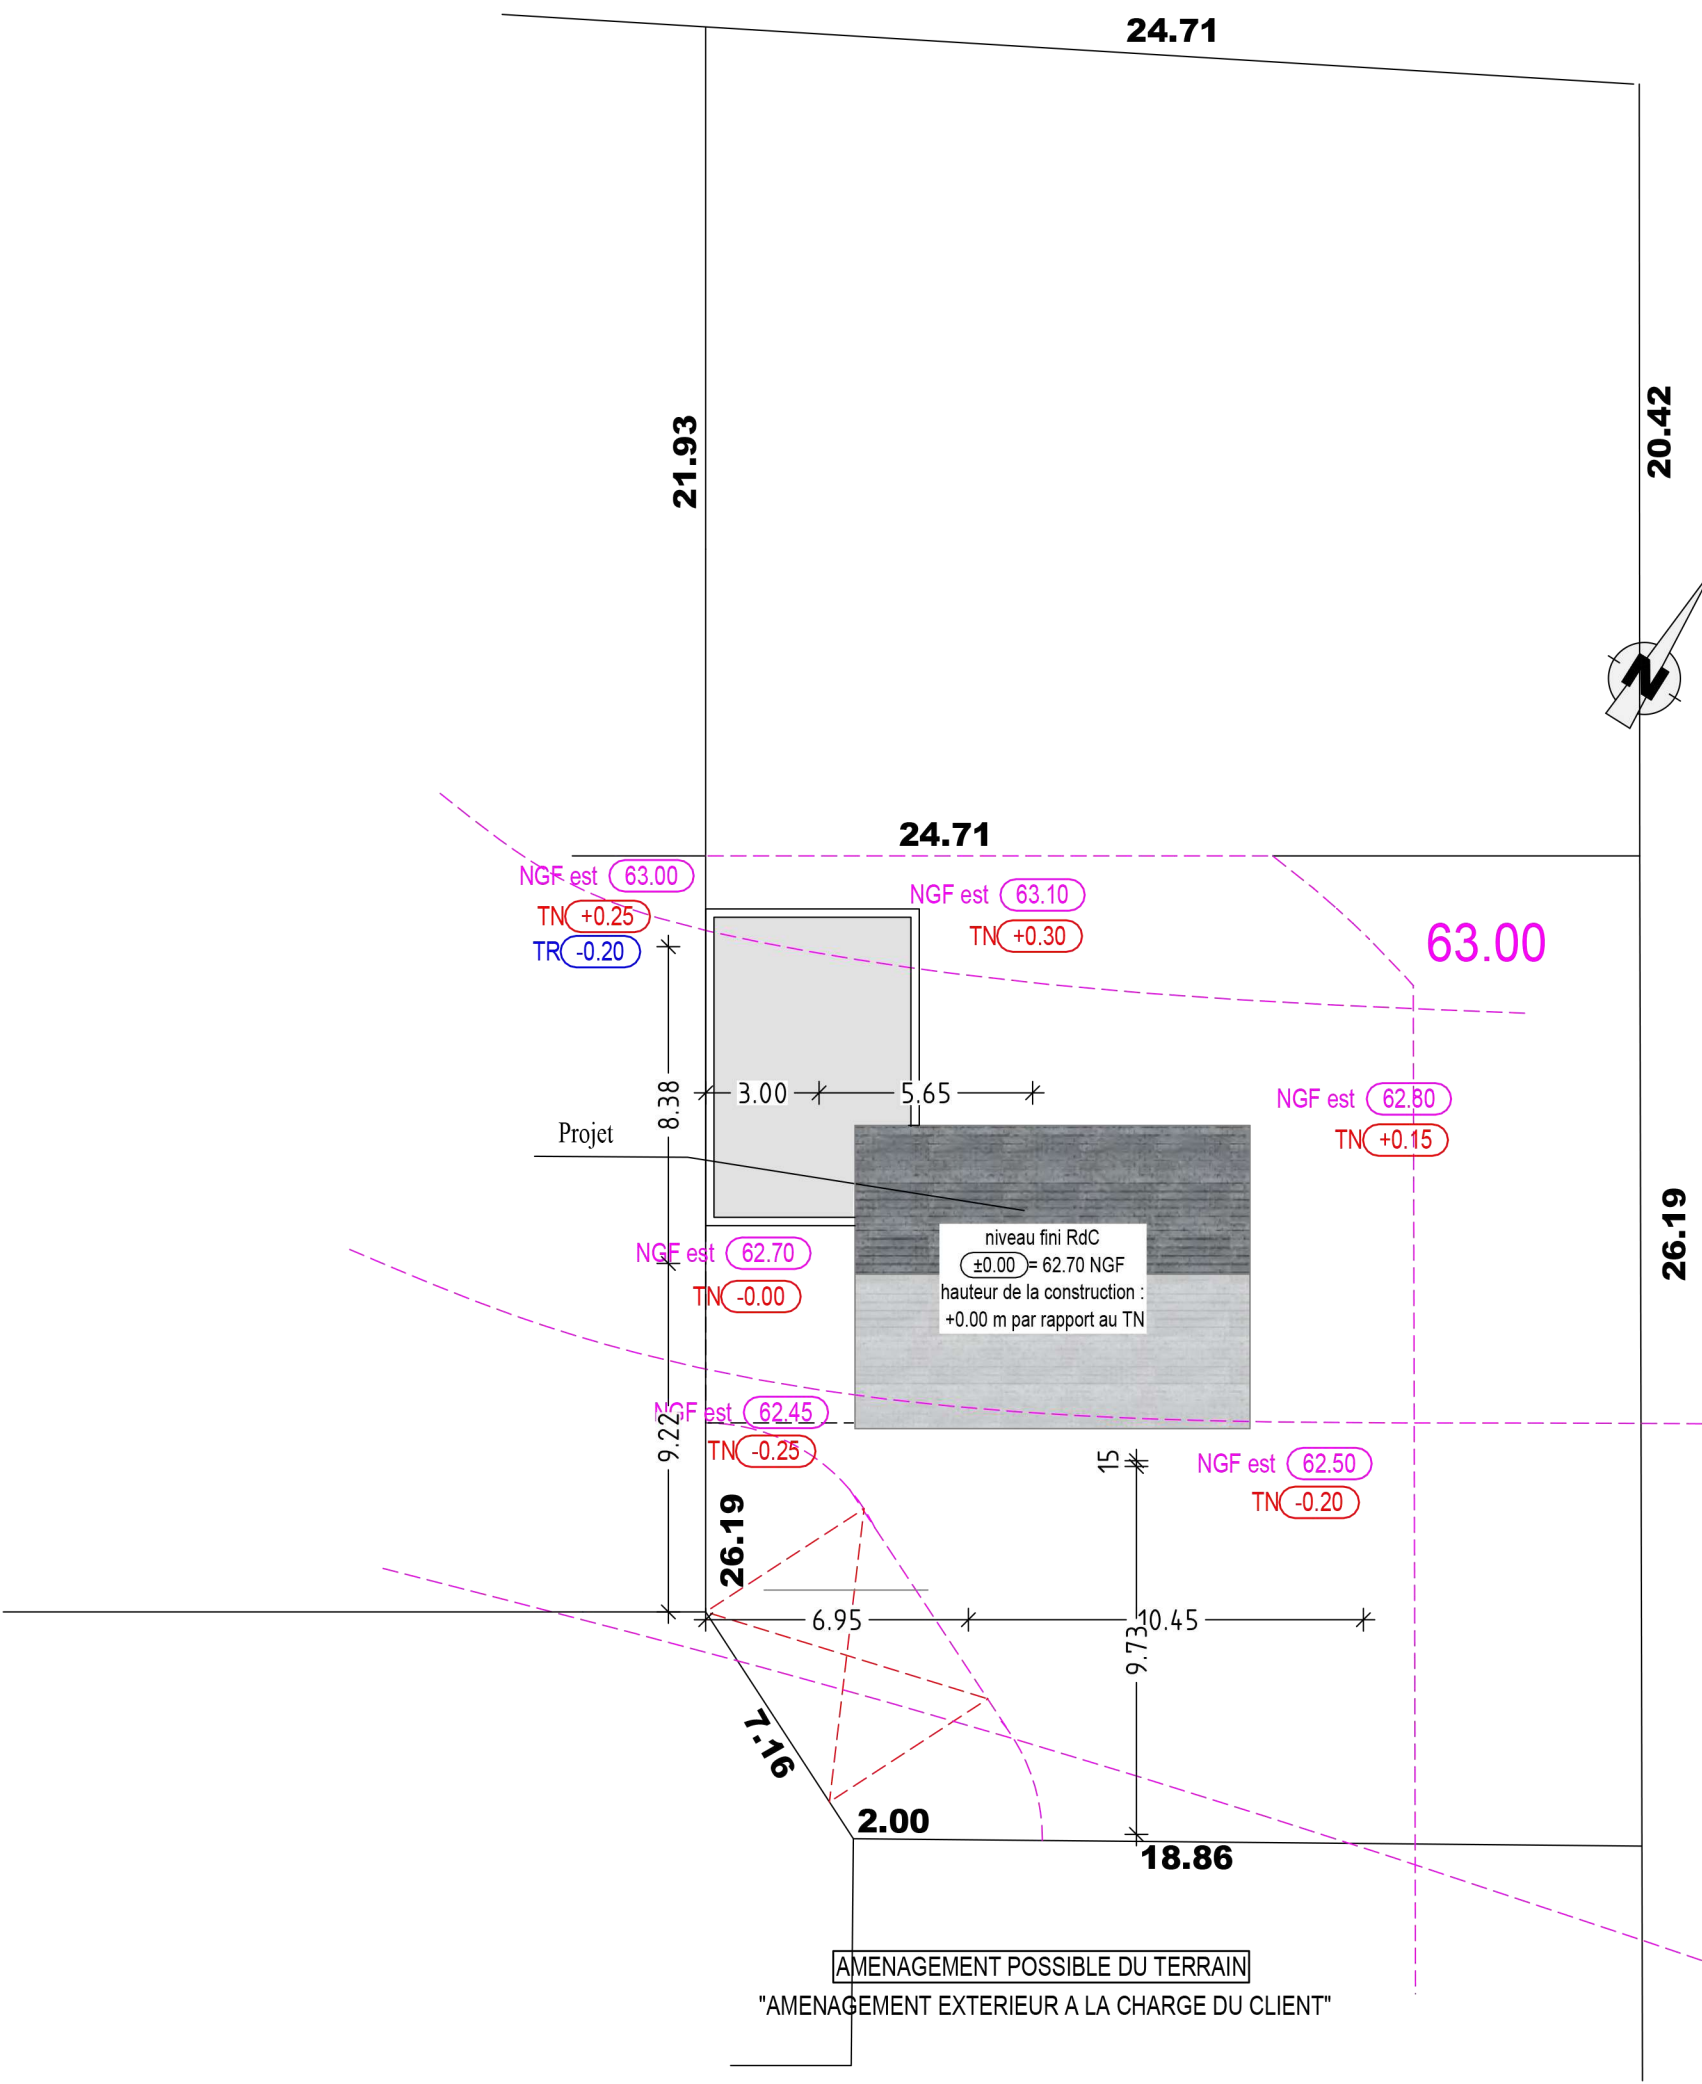 24.71
21.93
20.42
N
24.71
NGF est 63.00
TN +0.25
TR -0.20
NGF est 63.10
TN +0.30
63.00
8.38
3.00
5.65
NGF est 62.80
TN +0.15
Projet
26.19
niveau fini RdC
±0.00 = 62.70 NGF
hauteur de la construction :
+0.00 m par rapport au TN
NGF est 62.70
TN -0.00
NGF est 62.45
TN -0.25
9.22
15
NGF est 62.50
TN -0.20
26.19
6.95
10.45
9.73
7.16
2.00
18.86
AMENAGEMENT POSSIBLE DU TERRAIN
"AMENAGEMENT EXTERIEUR A LA CHARGE DU CLIENT"